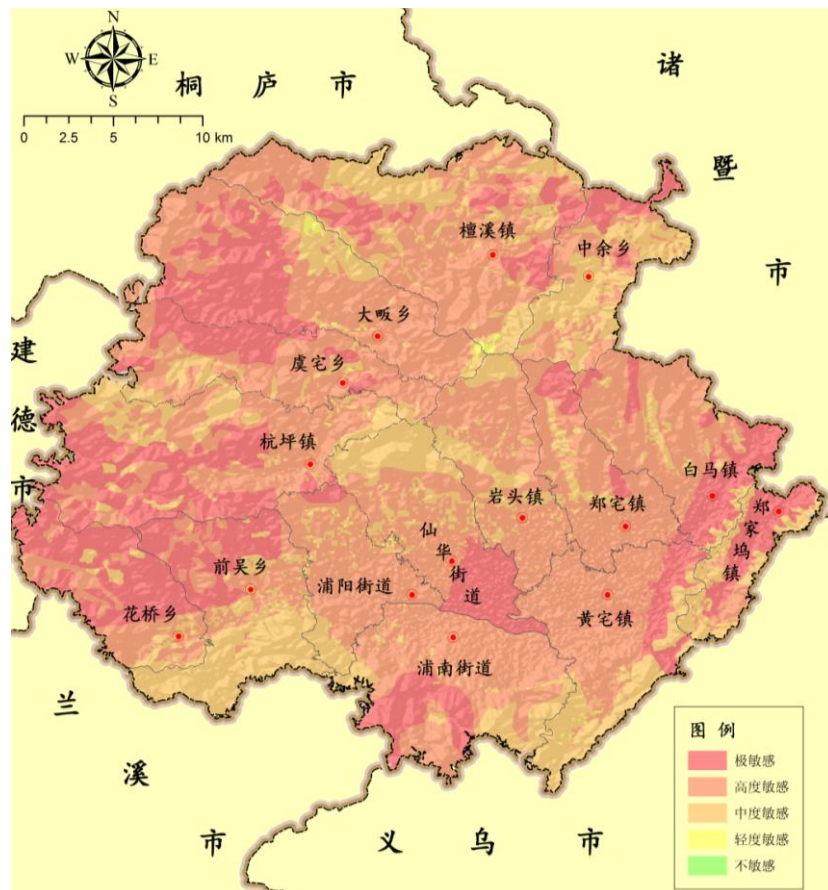 N
W E
S
0 2.5 5 10 km
桐庐市
诸暨市
建德市
兰溪市
义乌市
檀溪镇
中余乡
大畈乡
虞宅乡
杭坪镇
白马镇
岩头镇
郑宅镇
郑家坞镇
仙华街道
前吴乡
浦阳街道
黄宅镇
花桥乡
浦南街道
图 例
极敏感
高度敏感
中度敏感
轻度敏感
不敏感